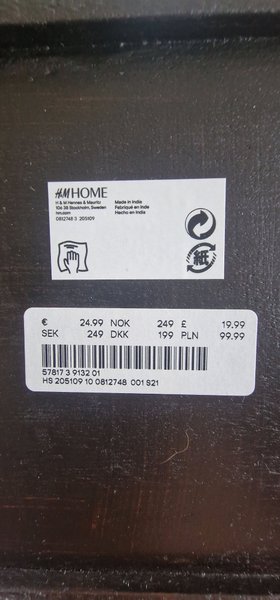 H&M HOME
H & M Hennes & Mauritz
106 38 Stockholm, Sweden
hm.com
0812748 3 205109
Made in India
Fabriqué en Inde
Hecho en India
紙
€ 24.99 NOK 249 £ 19.99
SEK 249 DKK 199 PLN 99.99
57817 3 9132 01
HS 205109 10 0812748 001 S21